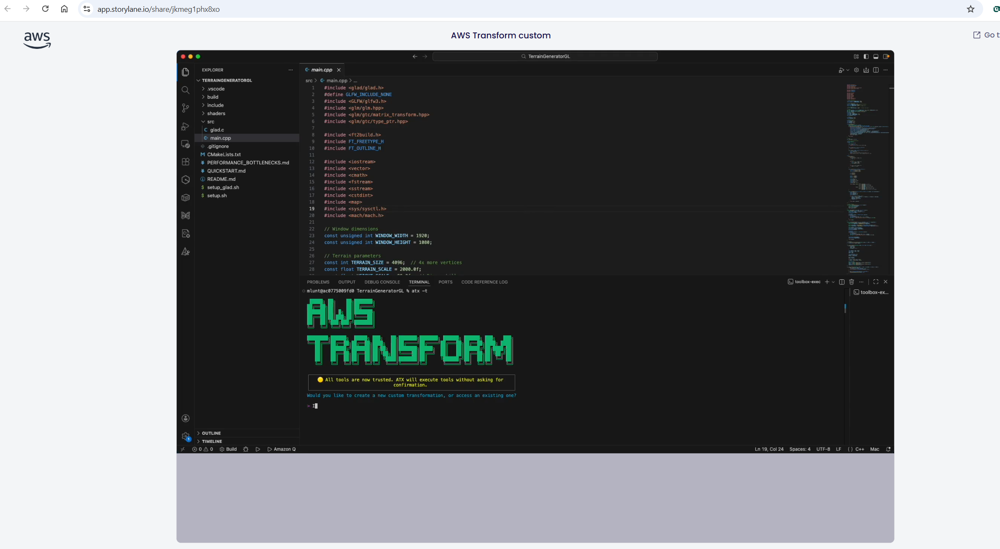 app.storylane.io/share/jkmeg1phx8xo
aws
AWS Transform custom
Go t
TerrainGeneratorGL
EXPLORER
TERRAINGENERATORGL
.vscode
build
include
shaders
src
glad.c
main.cpp
.gitignore
CMakeLists.txt
PERFORMANCE_BOTTLENECKS.md
QUICKSTART.md
README.md
setup_glad.sh
setup.sh
OUTLINE
TIMELINE
main.cpp
src > main.cpp > ...
1 #include <glad/glad.h>
2 #define GLFW_INCLUDE_NONE
3 #include <GLFW/glfw3.h>
4 #include <glm/glm.hpp>
5 #include <glm/gtc/matrix_transform.hpp>
6 #include <glm/gtc/type_ptr.hpp>
7
8 #include <ft2build.h>
9 #include FT_FREETYPE_H
10 #include FT_OUTLINE_H
11
12 #include <iostream>
13 #include <vector>
14 #include <cmath>
15 #include <fstream>
16 #include <sstream>
17 #include <cstdint>
18 #include <map>
19 #include <sys/sysctl.h>
20 #include <mach/mach.h>
21
22 // Window dimensions
23 const unsigned int WINDOW_WIDTH = 1920;
24 const unsigned int WINDOW_HEIGHT = 1080;
25
26 // Terrain parameters
27 const int TERRAIN_SIZE = 4096; // 4x more vertices
28 const float TERRAIN_SCALE = 2000.0f;
PROBLEMS OUTPUT DEBUG CONSOLE TERMINAL PORTS CODE REFERENCE LOG
toolbox-exec
toolbox-ex...
mlunt@ac0775009fd0 TerrainGeneratorGL % atx -t
AWS
TRANSFORM
All tools are now trusted. ATX will execute tools without asking for
confirmation.
Would you like to create a new custom transformation, or access an existing one?
> I
0 0 Build Amazon Q
1
Ln 19, Col 24 Spaces: 4 UTF-8 LF { } C++ Mac